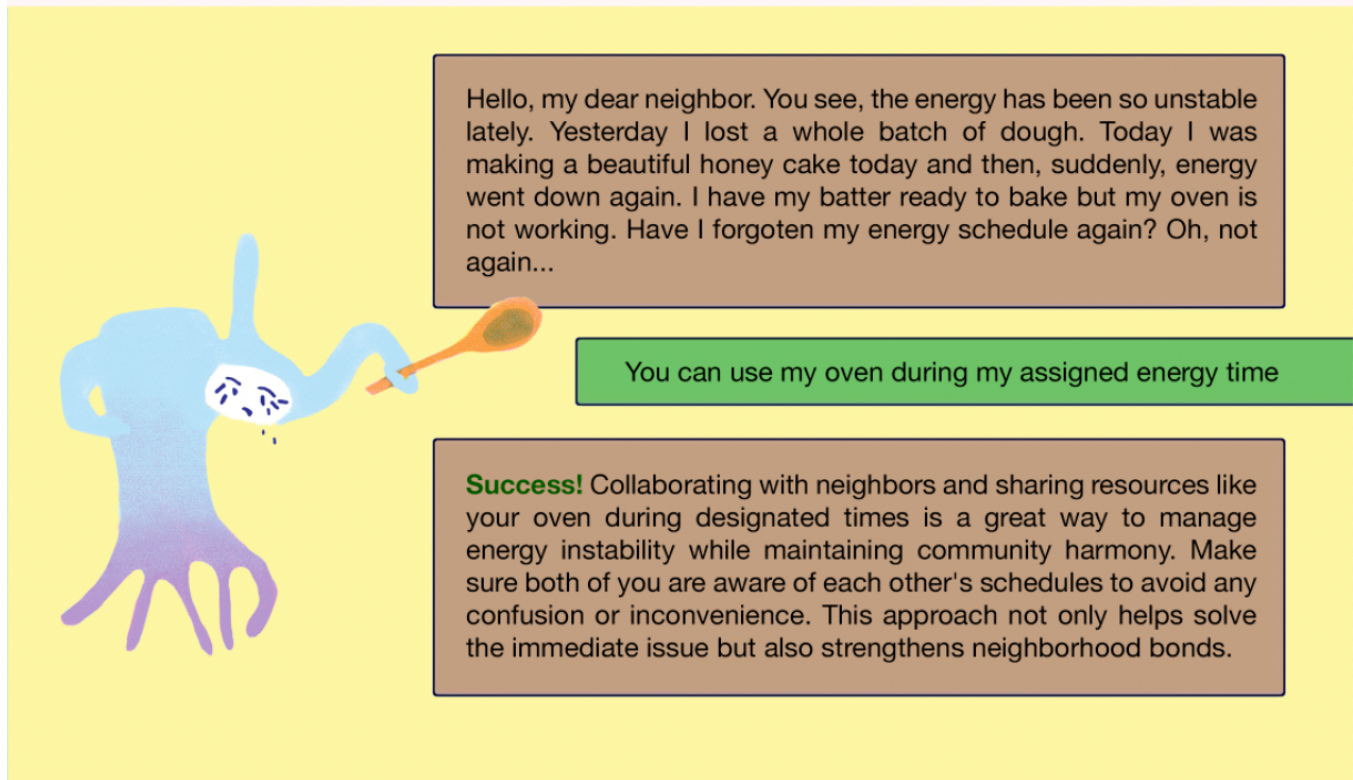 Hello, my dear neighbor. You see, the energy has been so unstable
lately. Yesterday I lost a whole batch of dough. Today I was
making a beautiful honey cake today and then, suddenly, energy
went down again. I have my batter ready to bake but my oven is
not working. Have I forgoten my energy schedule again? Oh, not
again...
You can use my oven during my assigned energy time
Success! Collaborating with neighbors and sharing resources like
your oven during designated times is a great way to manage
energy instability while maintaining community harmony. Make
sure both of you are aware of each other's schedules to avoid any
confusion or inconvenience. This approach not only helps solve
the immediate issue but also strengthens neighborhood bonds.